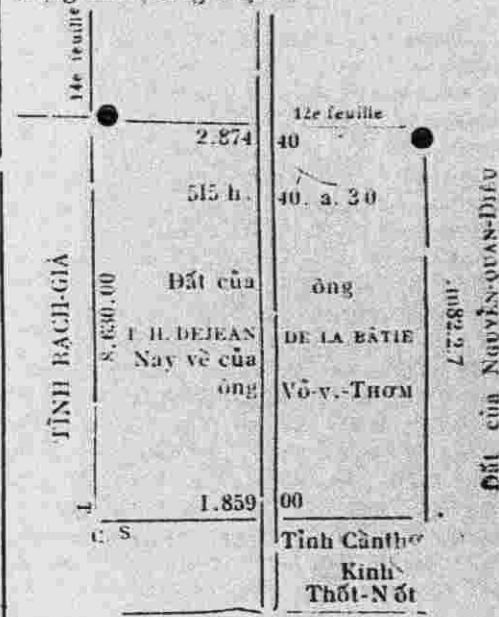 14e feuille
12e feuille
2.874 40
515 h. 40. a. 30
TỈNH RẠCH-GIÁ
8.630.00
Đất của ông
H. DEJEAN DE LA BÂTIE
Nay về của
ông Võ-v.-THƠM
Đất của NGUYỄN-QUAN-DIÊU
1.859 00
C. S.
Tỉnh Cầnthơ
Kinh
Thốt-Nốt